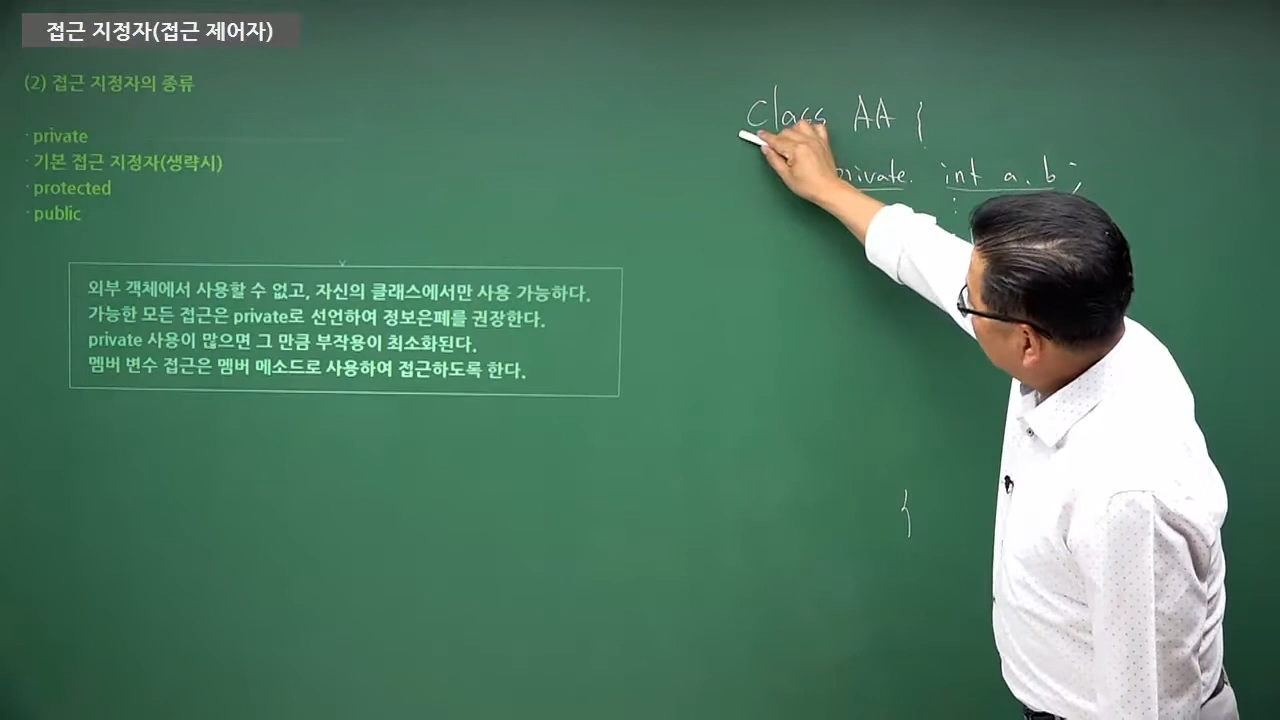 접근 지정자(접근 제어자)
(2) 접근 지정자의 종류
· private
· 기본 접근 지정자(생략시)
· protected
· public
외부 객체에서 사용할 수 없고, 자신의 클래스에서만 사용 가능하다.
가능한 모든 접근은 private로 선언하여 정보은폐를 권장한다.
private 사용이 많으면 그 만큼 부작용이 최소화된다.
멤버 변수 접근은 멤버 메소드로 사용하여 접근하도록 한다.
class AA {
private int a, b;
}